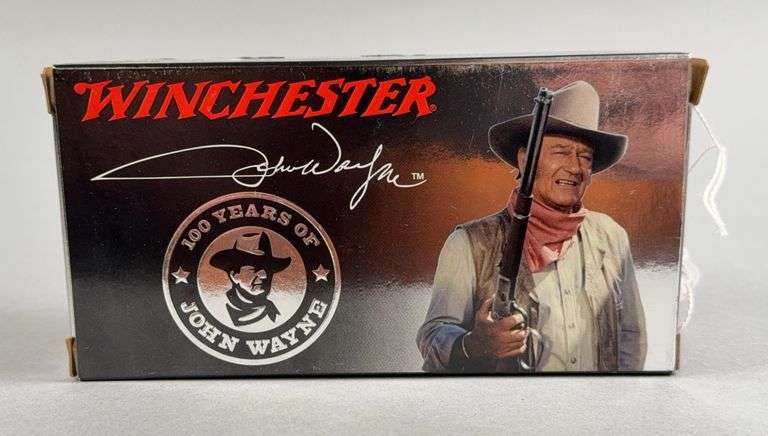 WINCHESTER
John Wayne™
100 YEARS OF
JOHN WAYNE